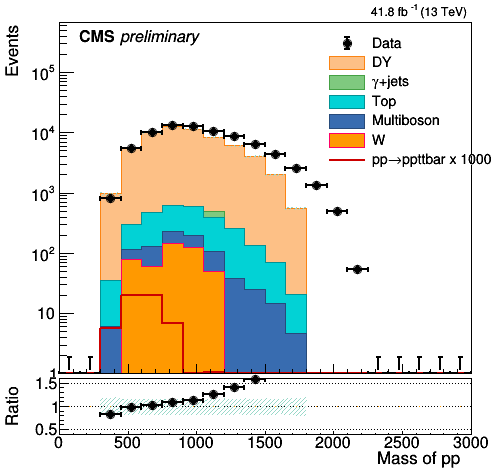 41.8 fb⁻¹ (13 TeV)
CMS preliminary
Events
Data
DY
γ+jets
Top
Multiboson
W
pp→ppttbar x 1000
10⁵
10⁴
10³
10²
10
1
Ratio
1.5
1
0.5
0 500 1000 1500 2000 2500 3000
Mass of pp